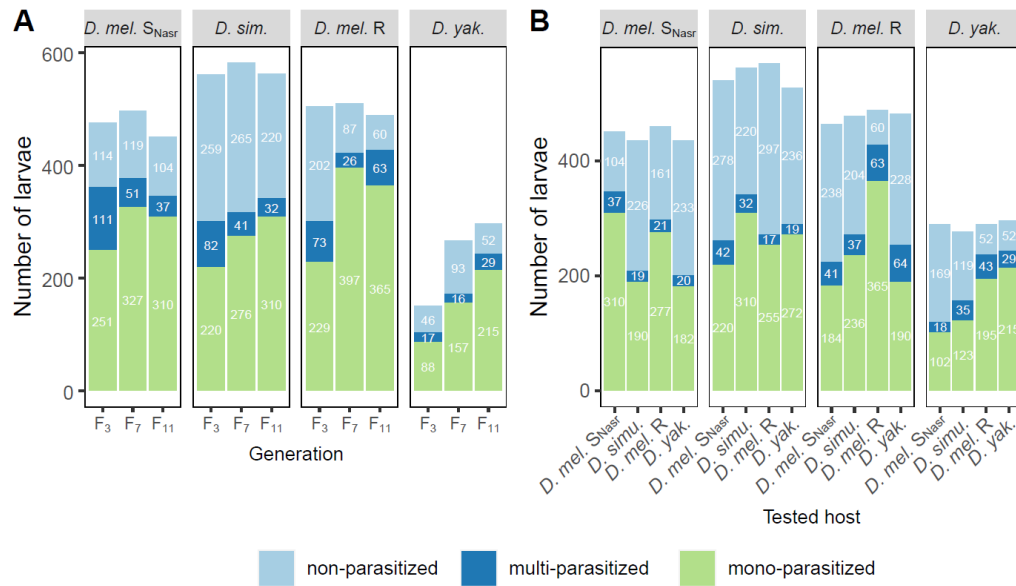 A
D. mel. SNasr
D. sim.
D. mel. R
D. yak.
Number of larvae
600
400
200
0
114
111
251
119
51
327
104
37
310
259
82
220
265
41
276
220
32
310
202
73
229
87
26
397
60
63
365
46
17
88
93
16
157
52
29
215
F3 F7 F11
F3 F7 F11
F3 F7 F11
F3 F7 F11
Generation
B
D. mel. SNasr
D. sim.
D. mel. R
D. yak.
Number of larvae
400
200
0
104
37
310
226
19
190
161
21
277
233
20
182
278
42
220
220
32
310
297
17
255
236
19
272
238
41
184
204
37
236
60
63
365
228
64
190
169
18
102
119
35
123
52
43
195
52
29
215
D. mel. SNasr
D. simu.
D. mel. R
D. yak.
D. mel. SNasr
D. simu.
D. mel. R
D. yak.
D. mel. SNasr
D. simu.
D. mel. R
D. yak.
D. mel. SNasr
D. simu.
D. mel. R
D. yak.
Tested host
non-parasitized
multi-parasitized
mono-parasitized